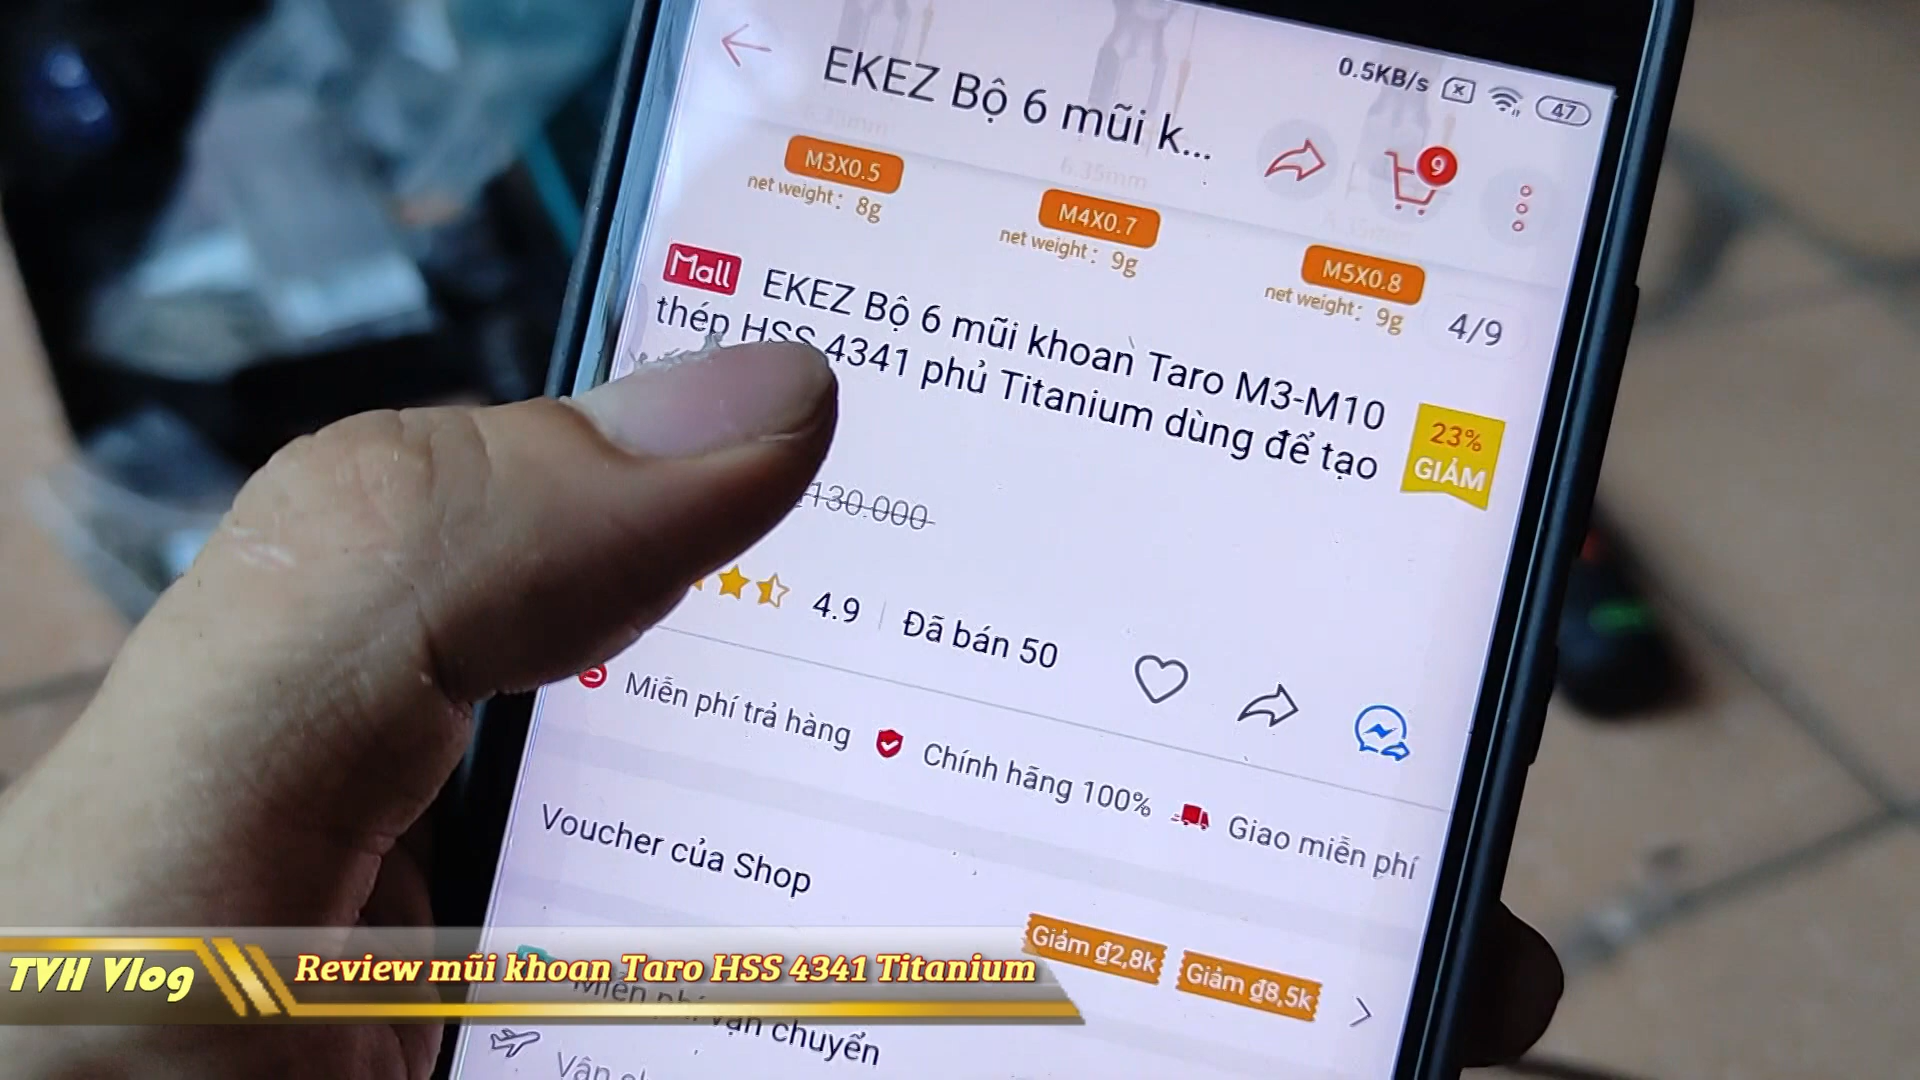 0.5KB/s
47
EKEZ Bộ 6 mũi k...
9
6.35mm
M3X0.5
net weight: 8g
M4X0.7
net weight: 9g
M5X0.8
net weight: 9g
4/9
Mall EKEZ Bộ 6 mũi khoan Taro M3-M10
thép HSS 4341 phủ Titanium dùng để tạo
23%
GIẢM
130.000
4.9
Đã bán 50
Miễn phí trả hàng
Chính hãng 100%
Giao miễn phí
Voucher của Shop
Giảm ₫2,8k
Giảm ₫8,5k
Miễn phí vận chuyển
TVH Vlog
Review mũi khoan Taro HSS 4341 Titanium